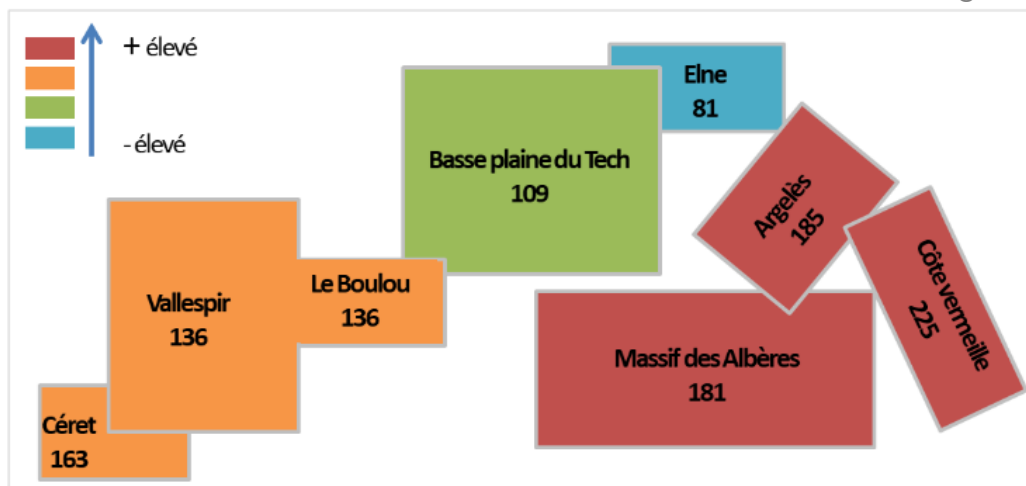 + élevé
- élevé
Elne
81
Basse plaine du Tech
109
Argelès
185
Côte vermeille
225
Vallespir
136
Le Boulou
136
Massif des Albères
181
Céret
163